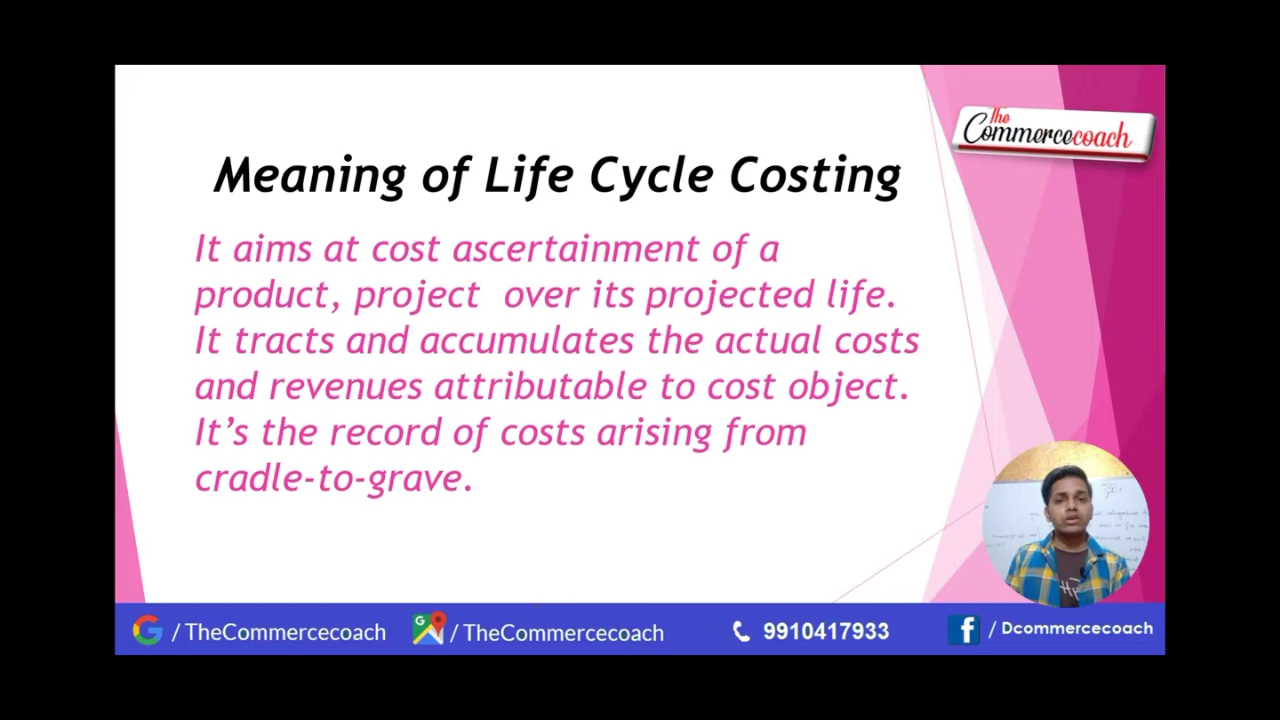 The
Commercecoach
Meaning of Life Cycle Costing
It aims at cost ascertainment of a
product, project over its projected life.
It tracts and accumulates the actual costs
and revenues attributable to cost object.
It's the record of costs arising from
cradle-to-grave.
/ TheCommercecoach
G
/ TheCommercecoach
9910417933
f / Dcommercecoach